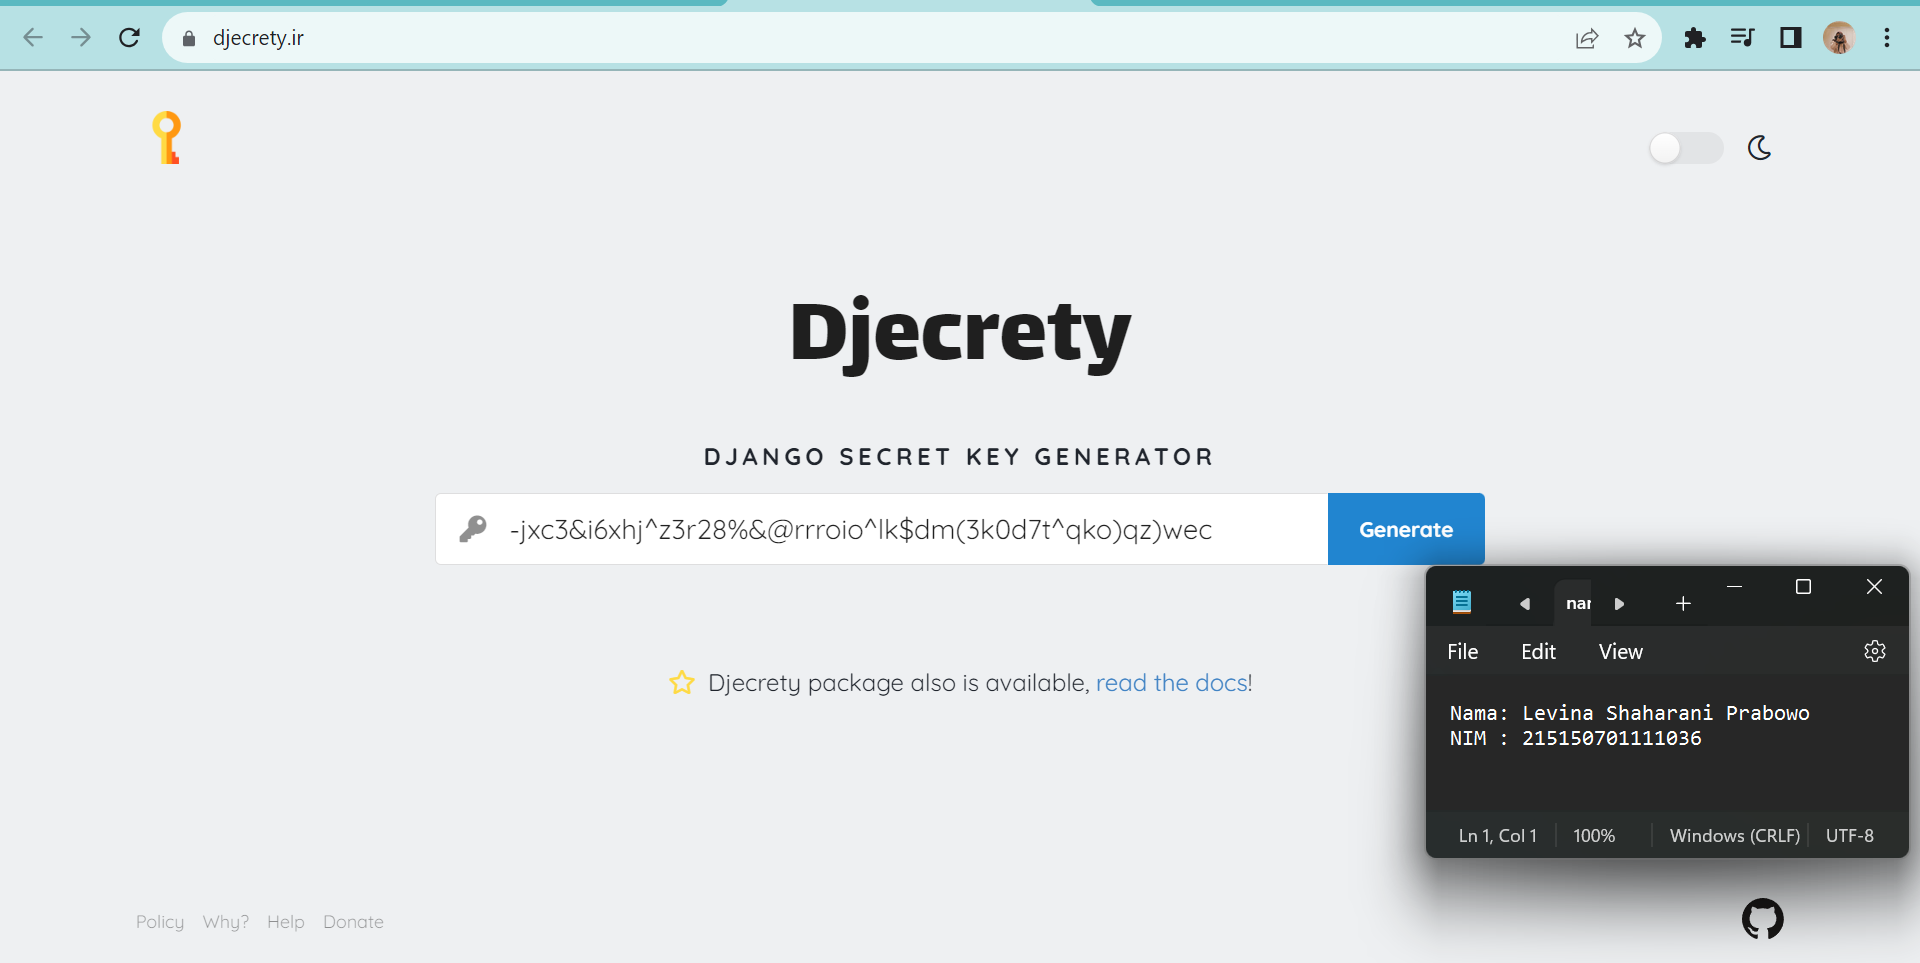 djecrety.ir
Djecrety
DJANGO SECRET KEY GENERATOR
-jxc3&i6xhj^z3r28%&@rrroio^lk$dm(3k0d7t^qko)qz)wec
Generate
Djecrety package also is available, read the docs!
nar
File Edit View
Nama: Levina Shaharani Prabowo
NIM : 215150701111036
Ln 1, Col 1 100% Windows (CRLF) UTF-8
Policy Why? Help Donate